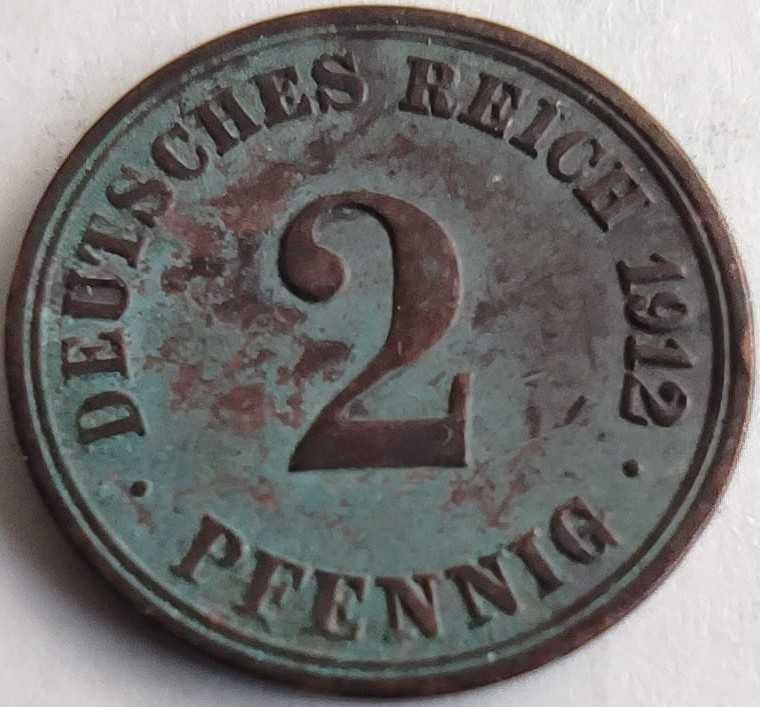 DEUTSCHES REICH 1912
2
· PFENNIG ·